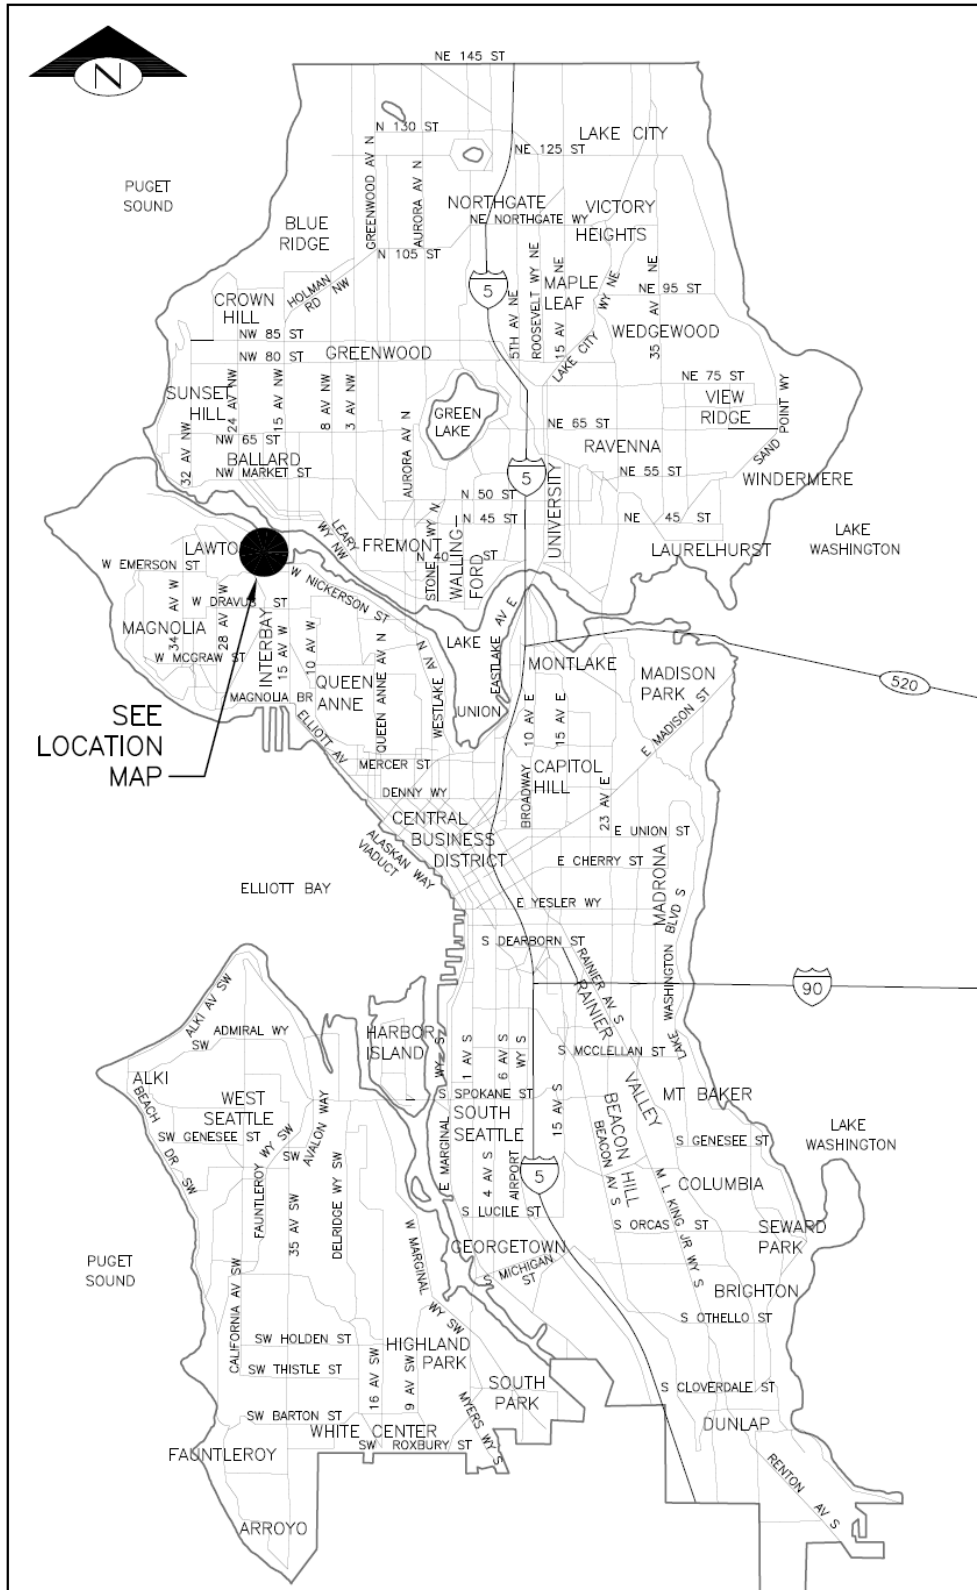 N
NE 145 ST
N 130 ST
LAKE CITY
NE 125 ST
GREENWOOD AV N
AURORA AV N
PUGET
SOUND
NORTHGATE
NE NORTHGATE WY
VICTORY
HEIGHTS
BLUE
RIDGE
N 105 ST
HOLMAN
RD NW
5
5TH AV NE
ROOSEVELT WY NE
15 AV NE
MAPLE
LEAF
LAKE CITY WY NE
35 AV NE
NE 95 ST
CROWN
HILL
WEDGEWOOD
NW 85 ST
GREENWOOD
NW 80 ST
NE 75 ST
SUNSET
HILL
24 AV NW
15 AV NW
8 AV NW
3 AV NW
VIEW
RIDGE
SAND POINT WY
GREEN
LAKE
AURORA AV N
NE 65 ST
32 AV NW
NW 65 ST
BALLARD
NW MARKET ST
RAVENNA
NE 55 ST
WINDERMERE
5
UNIVERSITY
N 50 ST
N 45 ST
NE 45 ST
LEARY
WY NW
FREMONT
STONE WY N
WALLING-
FORD
N 40 ST
LAURELHURST
LAKE
WASHINGTON
LAWTO
W EMERSON ST
W NICKERSON ST
W DRAVUS ST
34 AV W
28 AV W
MAGNOLIA
W MCGRAW ST
INTERBAY
15 AV W
10 AV W
MAGNOLIA BR
QUEEN
ANNE
QUEEN ANNE AV N
WESTLAKE AV N
LAKE
UNION
EASTLAKE AV E
MONTLAKE
MADISON
PARK
520
SEE
LOCATION
MAP
ELLIOTT AV
MERCER ST
DENNY WY
10 AV E
15 AV E
BROADWAY
CAPITOL
HILL
23 AV E
E MADISON ST
CENTRAL
BUSINESS
DISTRICT
ALASKAN WAY
VIADUCT
E UNION ST
E CHERRY ST
MADRONA
ELLIOTT BAY
E YESLER WY
S DEARBORN ST
LAKE WASHINGTON BLVD S
RAINIER AV S
RAINIER
VALLEY
90
ALKI AV SW
ADMIRAL WY
SW
HARBOR
ISLAND
1 AV S
6 AV S
S MCCLELLAN ST
ALKI
BEACH DR SW
WEST
SEATTLE
SW GENESEE ST
AVALON WAY
SW
S SPOKANE ST
SOUTH
SEATTLE
15 AV S
BEACON HILL
BEACON AV S
MT BAKER
LAKE
WASHINGTON
E MARGINAL WY S
4 AV S
AIRPORT WY S
S GENESEE ST
FAUNTLEROY WY SW
35 AV SW
DELRIDGE WY SW
5
M L KING JR WY S
COLUMBIA
S LUCILE ST
S ORCAS ST
SEWARD
PARK
PUGET
SOUND
W MARGINAL WY SW
GEORGETOWN
S MICHIGAN
ST
BRIGHTON
CALIFORNIA AV SW
S OTHELLO ST
SW HOLDEN ST
HIGHLAND
PARK
SW THISTLE ST
16 AV SW
9 AV SW
SOUTH
PARK
S CLOVERDALE ST
SW BARTON ST
WHITE CENTER
MYERS WY S
DUNLAP
SW ROXBURY ST
FAUNTLEROY
RENTON AV S
ARROYO